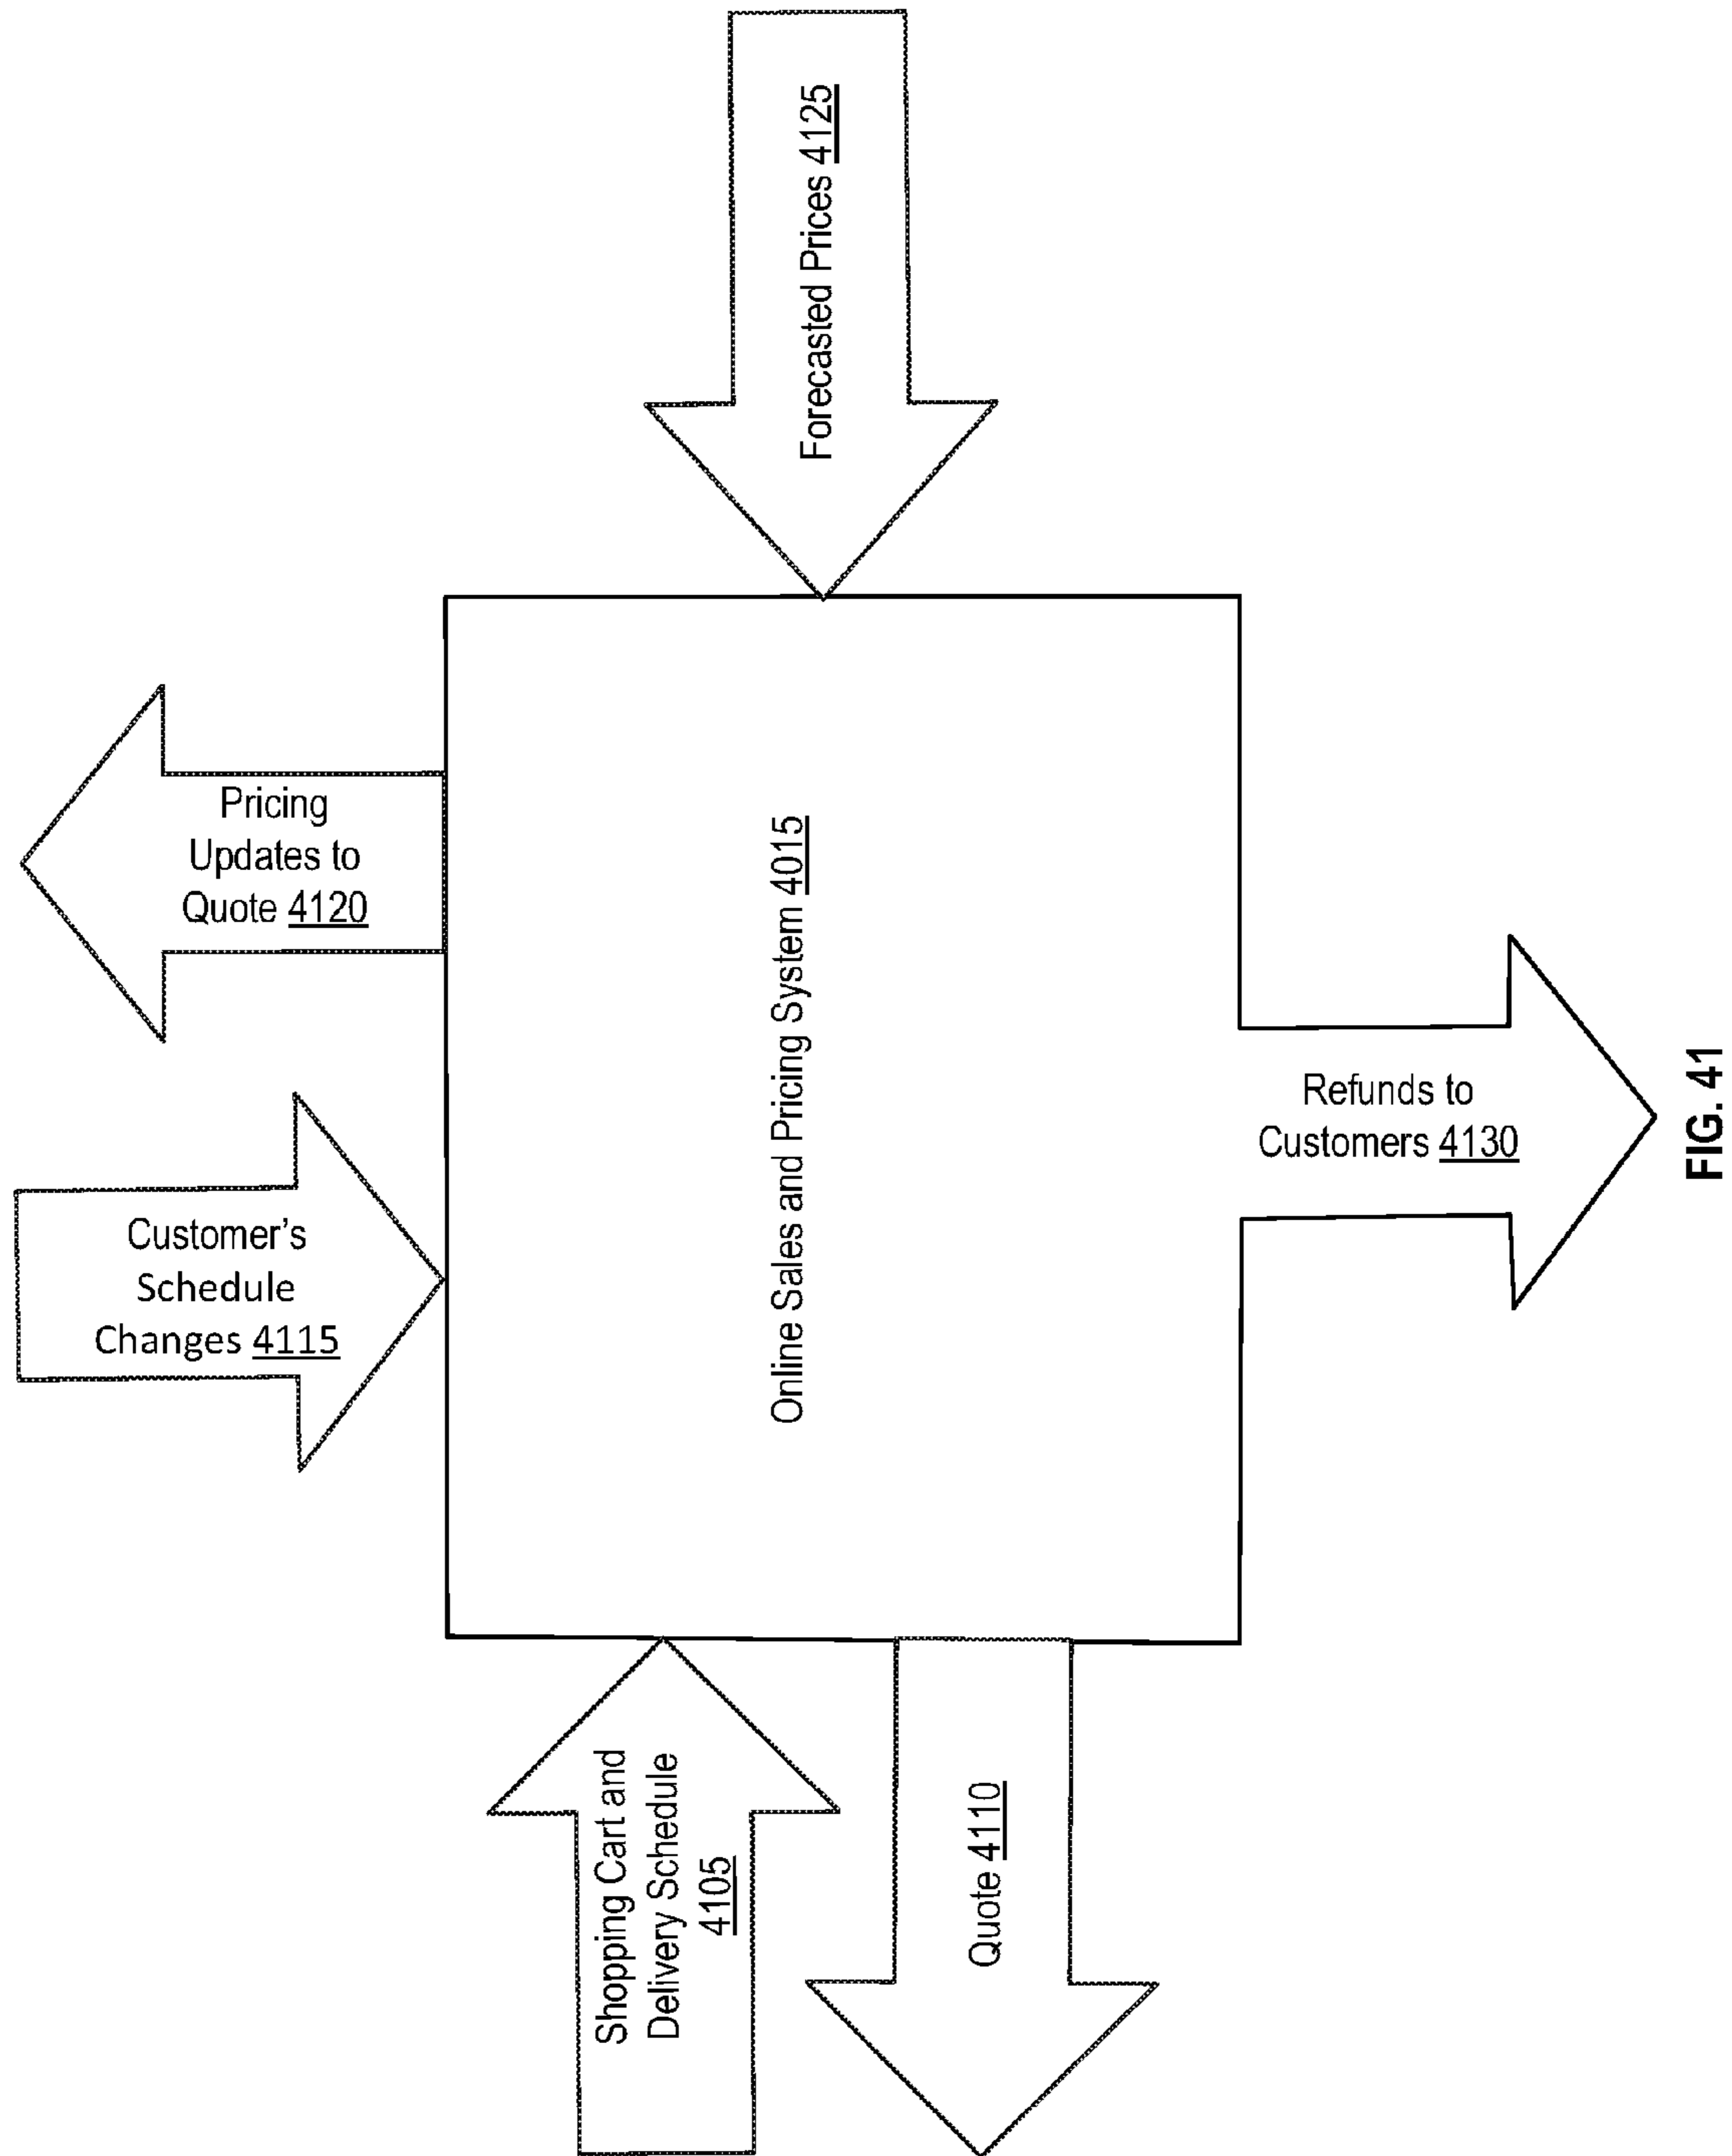 Pricing
Updates to
Quote 4120
Customer's
Schedule
Changes 4115
Forecasted Prices 4125
Online Sales and Pricing System 4015
Shopping Cart and
Delivery Schedule
4105
Quote 4110
Refunds to
Customers 4130
FIG. 41